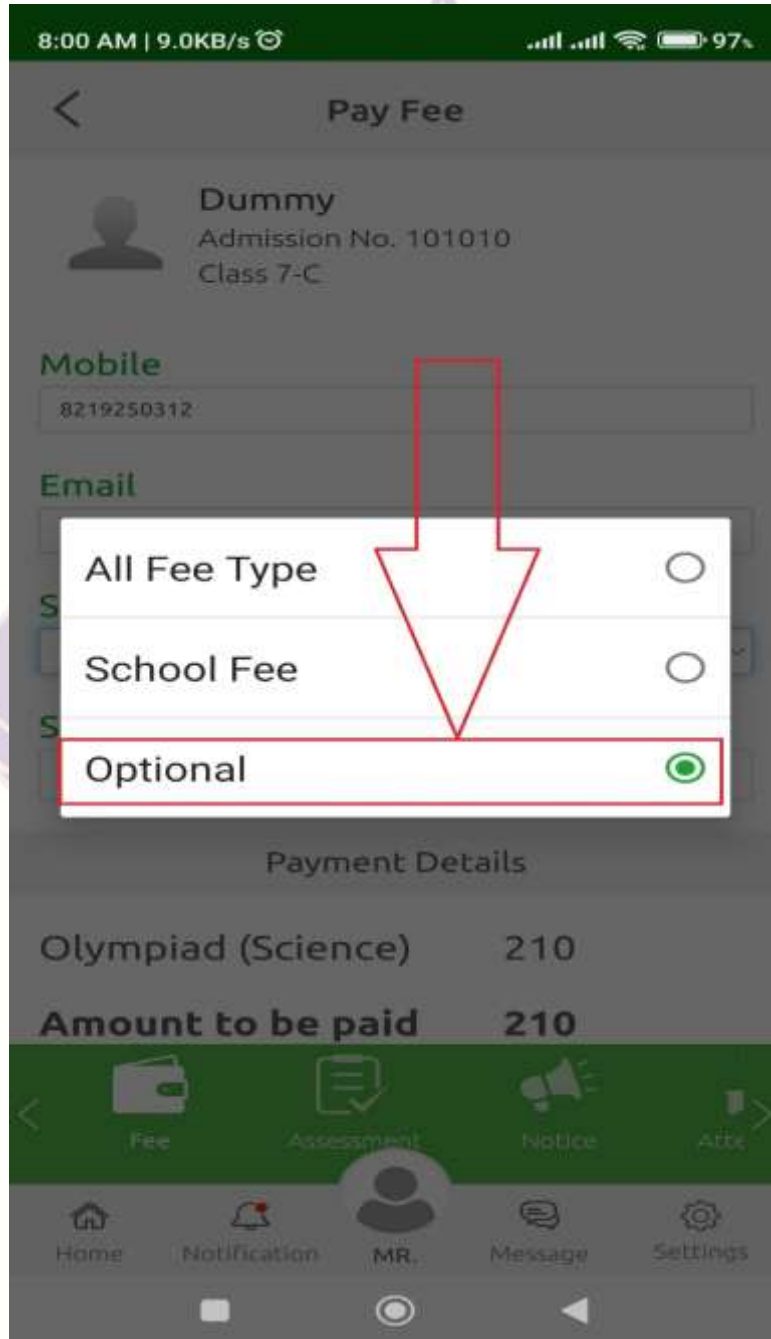 8:00 AM | 9.0KB/s 97%
Pay Fee
Dummy
Admission No. 101010
Class 7-C
Mobile
8219250312
Email
All Fee Type
S
School Fee
S
Optional
Payment Details
Olympiad (Science) 210
Amount to be paid 210
Fee Assessment Notice Atte
Home Notification MR. Message Settings